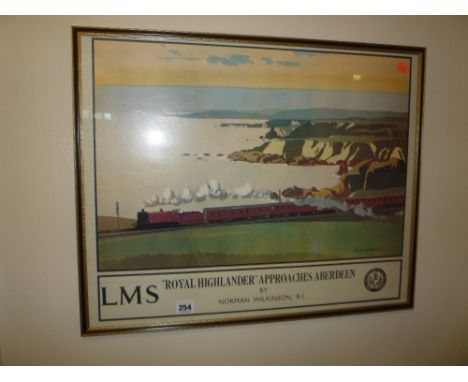 LMS "ROYAL HIGHLANDER" APPROACHES ABERDEEN
BY
NORMAN WILKINSON, R.I.
254